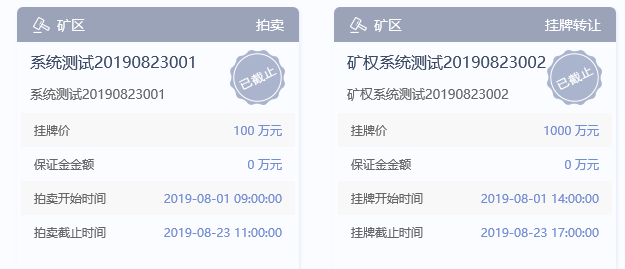 矿区 拍卖
系统测试20190823001
已截止
系统测试20190823001
挂牌价 100 万元
保证金金额 0 万元
拍卖开始时间 2019-08-01 09:00:00
拍卖截止时间 2019-08-23 11:00:00
矿区 挂牌转让
矿权系统测试20190823002
已截止
矿权系统测试20190823002
挂牌价 1000 万元
保证金金额 0 万元
挂牌开始时间 2019-08-01 14:00:00
挂牌截止时间 2019-08-23 17:00:00